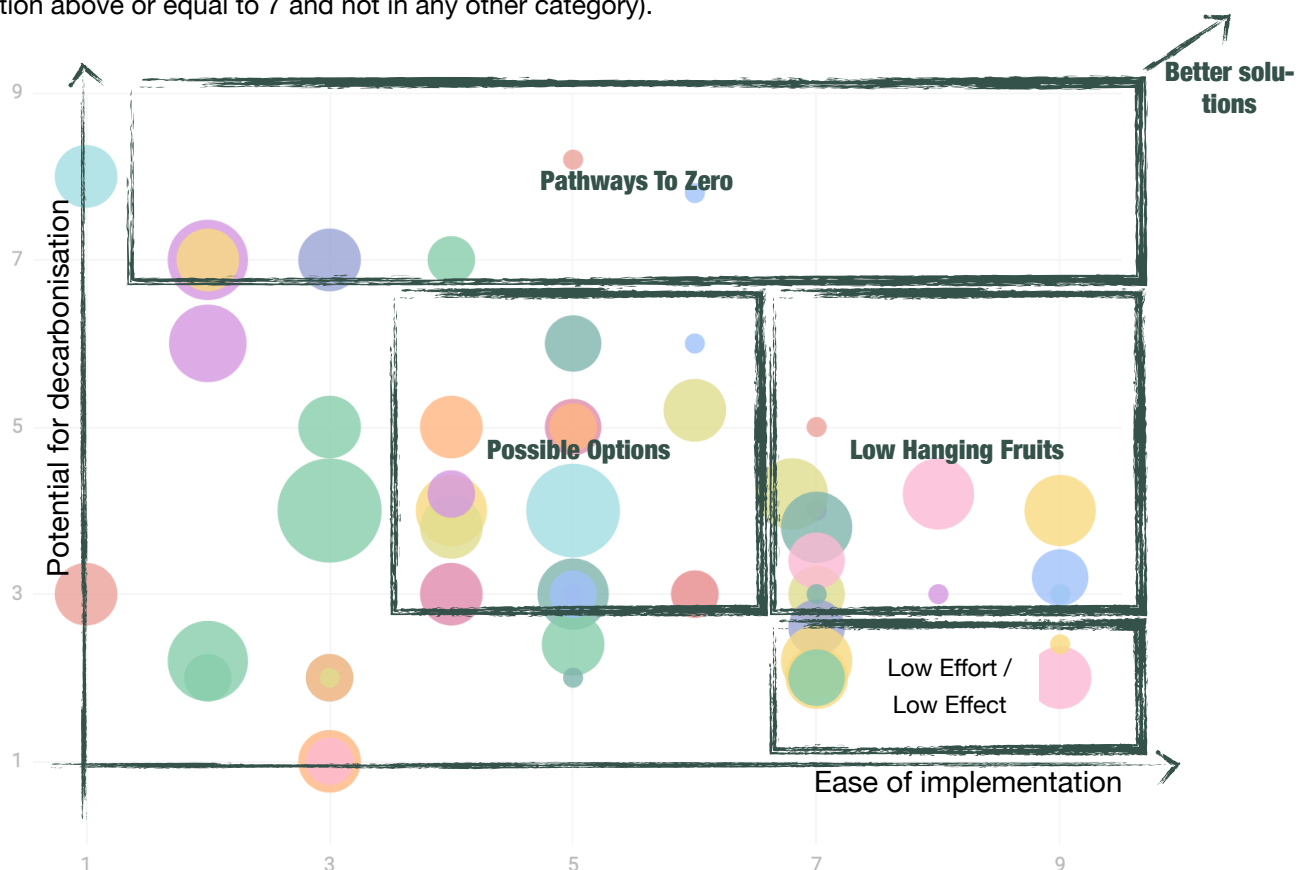 tion above or equal to 7 and not in any other category).
Better solu-
tions
9
Pathways To Zero
7
Potential for decarbonisation
5
Possible Options
Low Hanging Fruits
3
Low Effort /
Low Effect
1
Ease of implementation
1 3 5 7 9